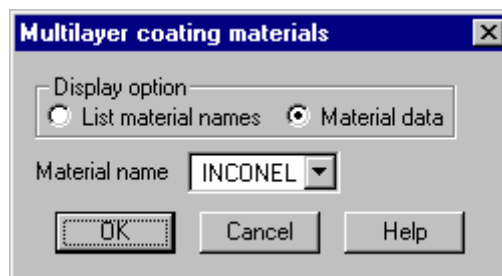 Multilayer coating materials
Display option
List material names Material data
Material name INCONEL
OK Cancel Help